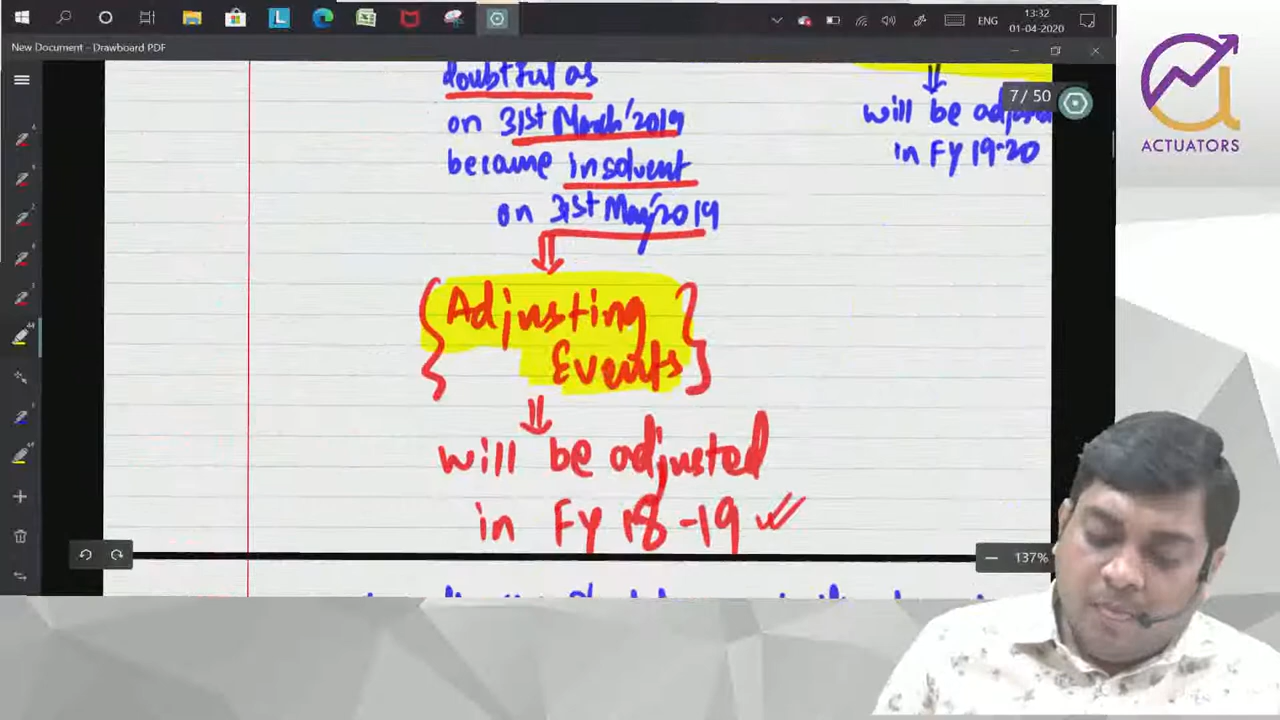 13:32
ENG
01-04-2020
New Document - Drawboard PDF
doubtful as
on 31st March'2019
became insolvent
on 31st May'2019
7 / 50
will be
in FY 19-20
ACTUATORS
{Adjusting
Events}
will be adjusted
in FY 18-19
137%